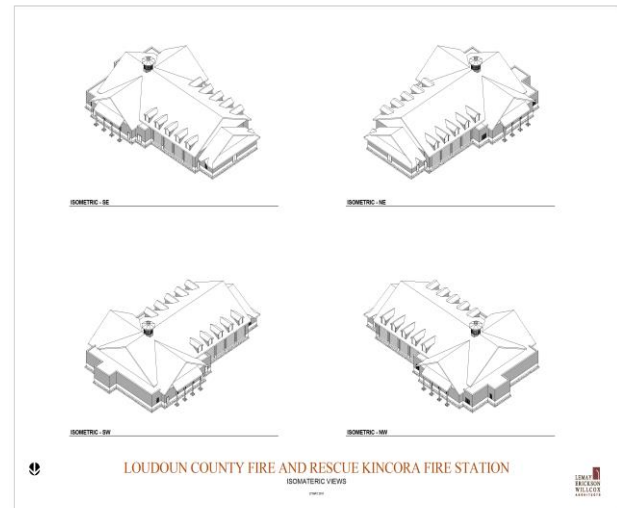 ISOMETRIC - SE
ISOMETRIC - NE
ISOMETRIC - SW
ISOMETRIC - NW
LOUDOUN COUNTY FIRE AND RESCUE KINCORA FIRE STATION
ISOMATERIC VIEWS
LEMAY
ERICKSON
WILLCOX
ARCHITECTS